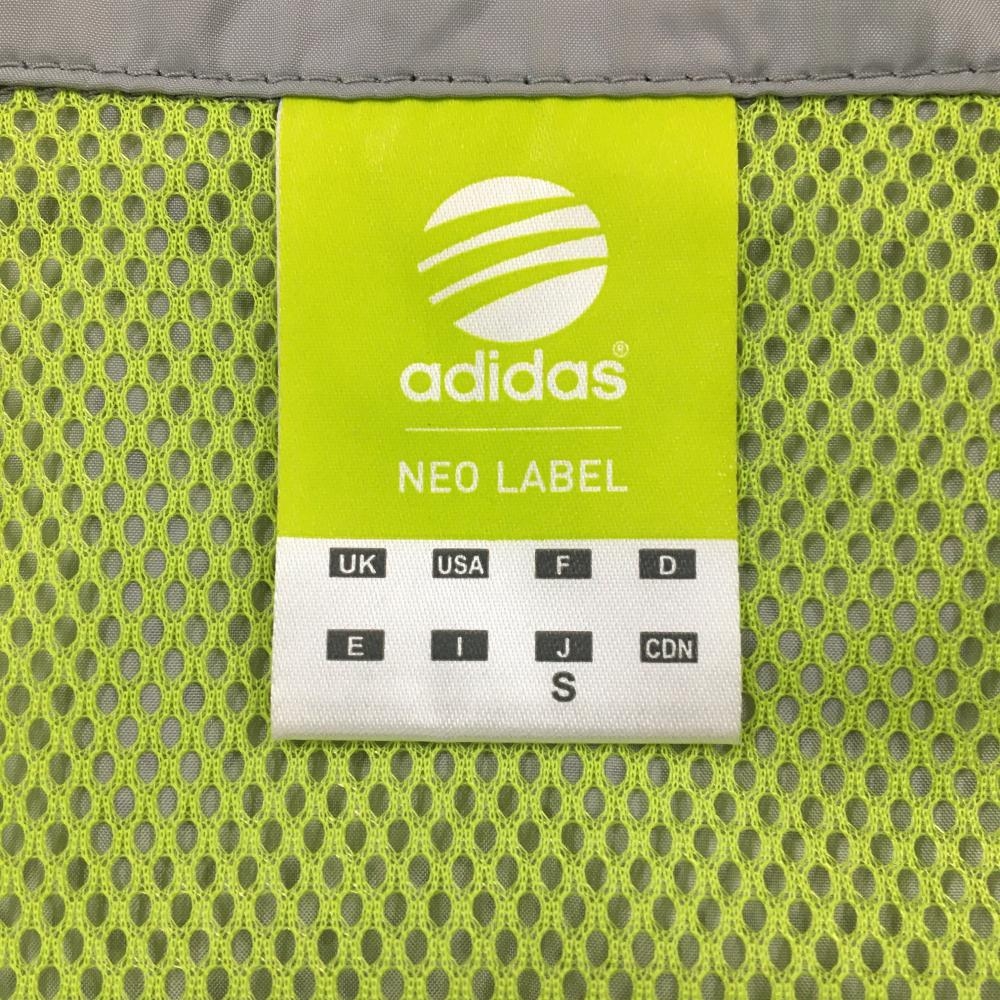 adidas®
NEO LABEL
UK USA F D
E I J CDN
S